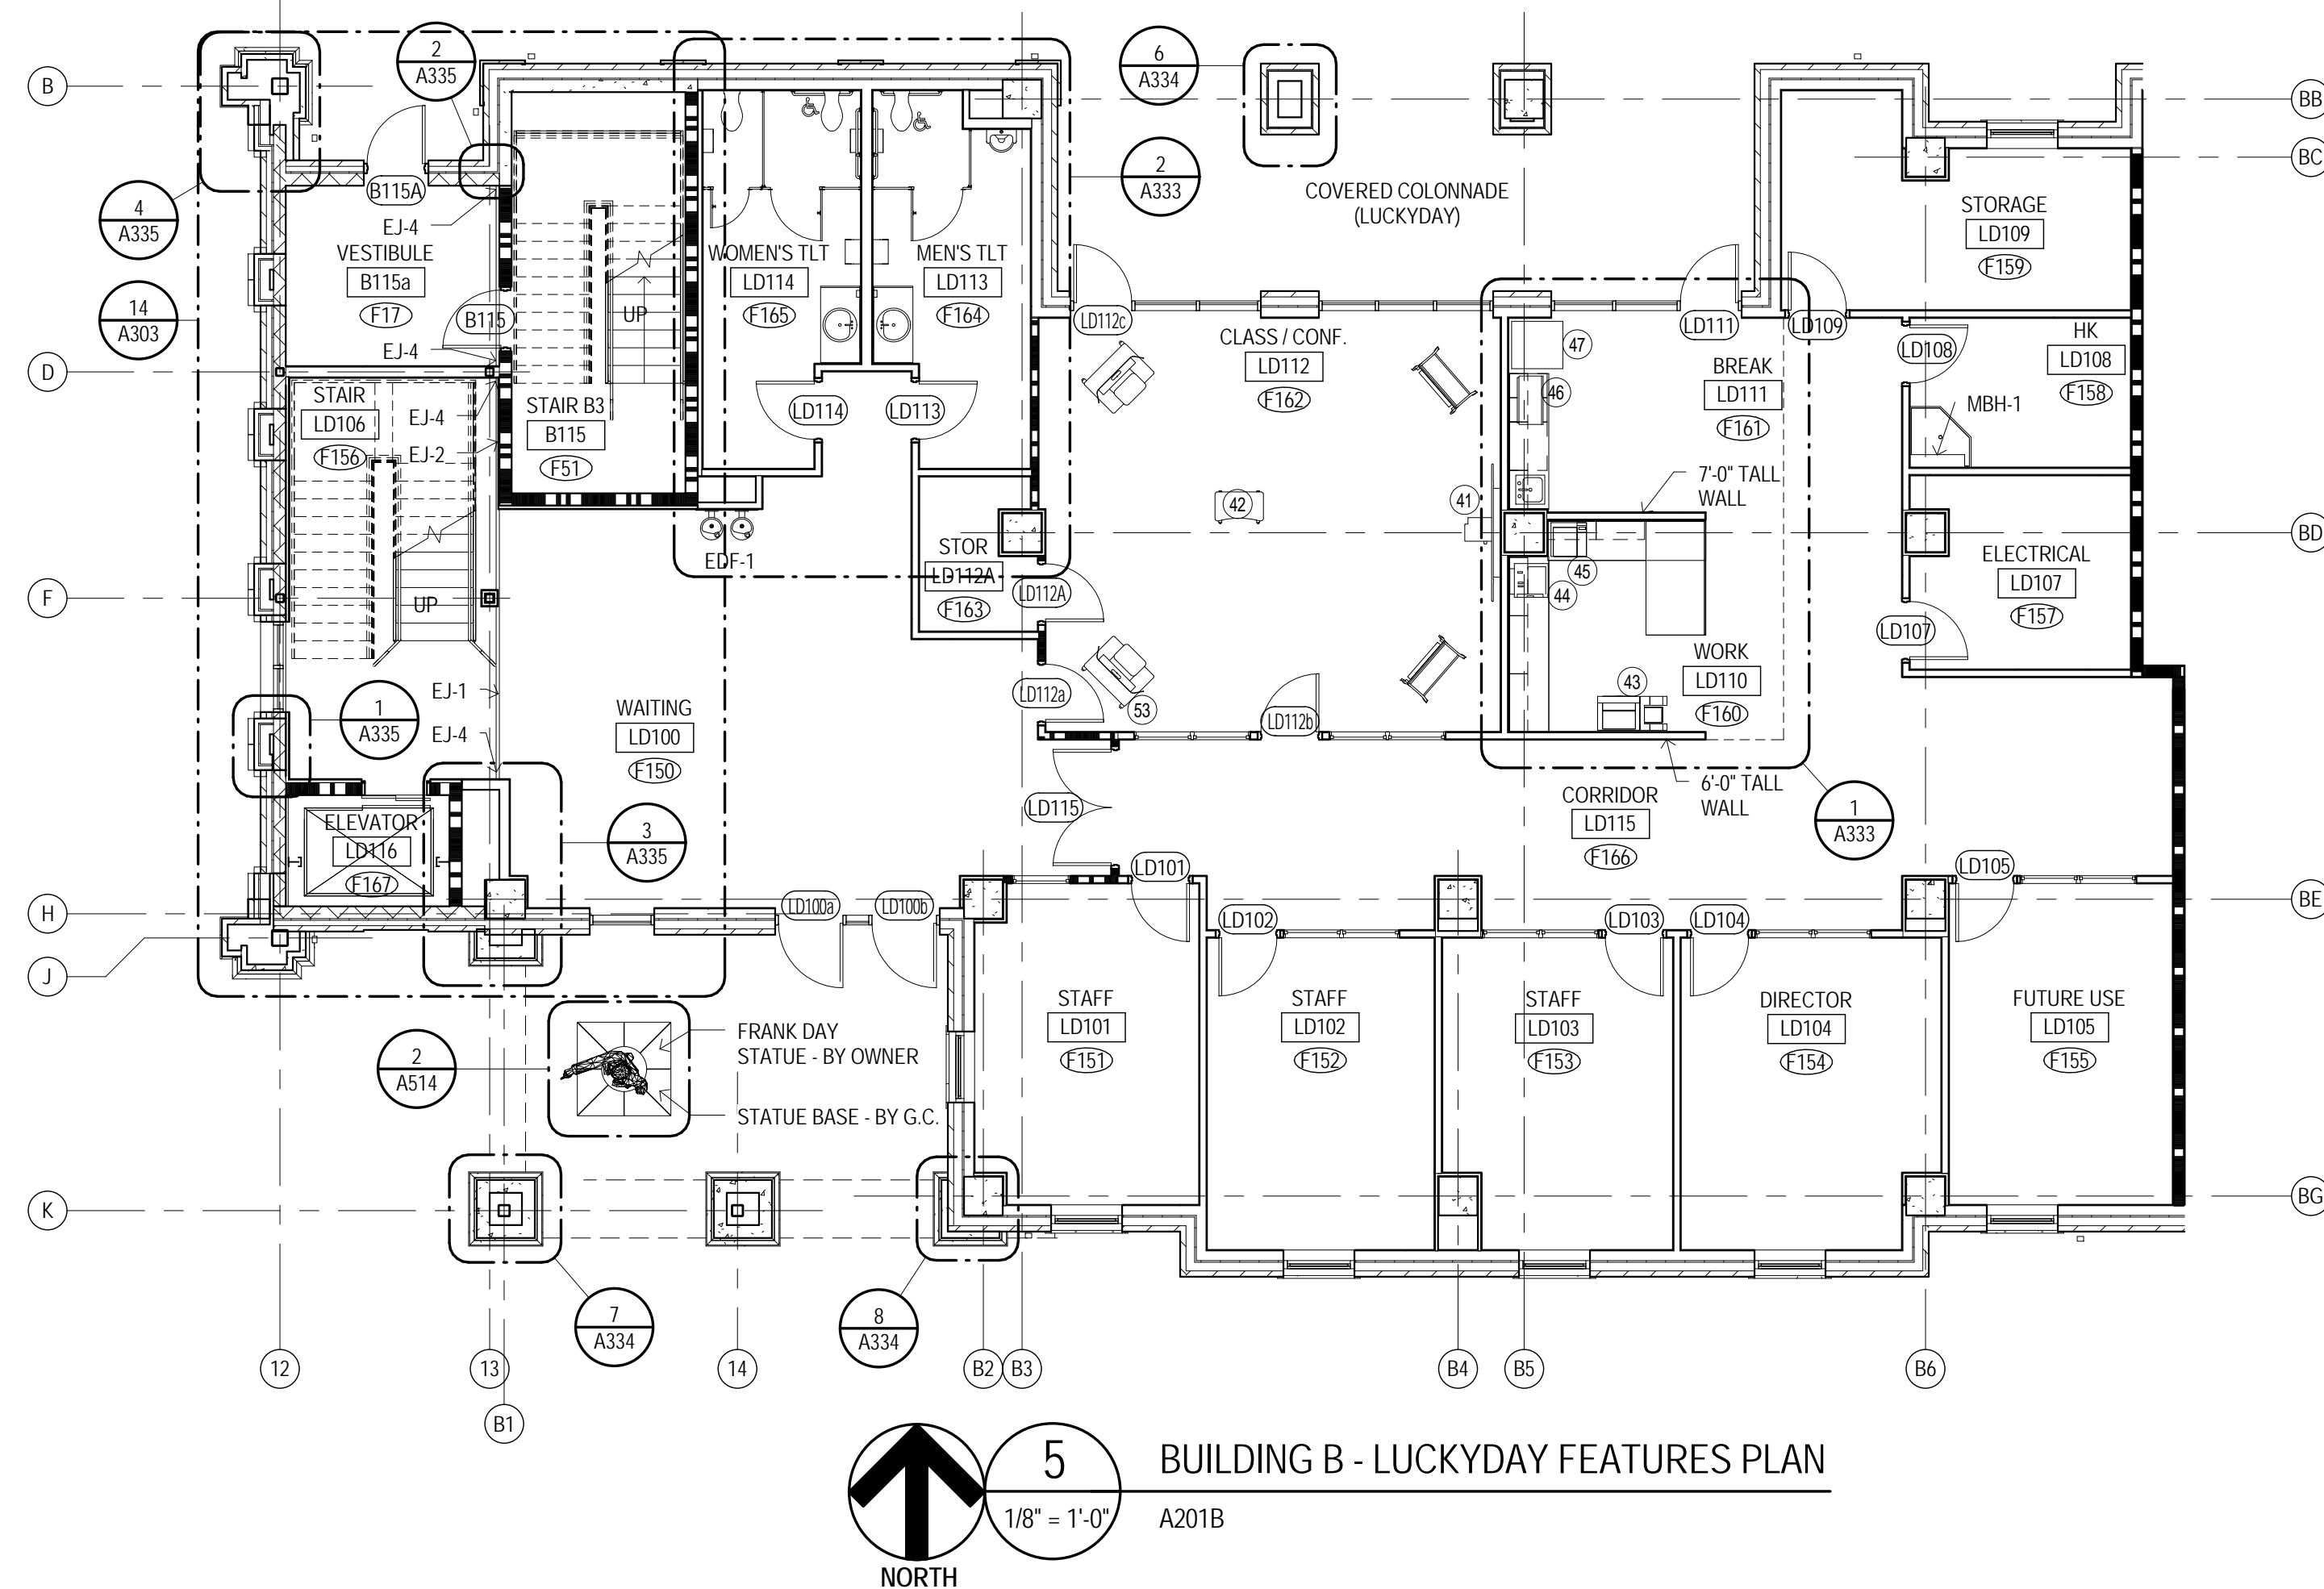 B
2
A335
6
A334
BB
BC
B115A
2
A333
COVERED COLONNADE
(LUCKYDAY)
STORAGE
LD109
F159
4
A335
EJ-4
VESTIBULE
B115a
F17
WOMEN'S TLT
LD114
F165
MEN'S TLT
LD113
F164
14
A303
B115
UP
LD112c
LD111
LD109
EJ-4
CLASS / CONF.
LD112
F162
47
BREAK
LD111
F161
LD108
HK
LD108
F158
D
STAIR
LD106
F156
EJ-4
EJ-2
STAIR B3
B115
F51
LD114
LD113
46
MBH-1
7'-0" TALL
WALL
41
42
BD
EDF-1
STOR
LD112A
F163
LD112A
45
44
ELECTRICAL
LD107
F157
F
UP
LD107
EJ-1
WAITING
LD100
F150
LD112a
53
LD112b
43
WORK
LD110
F160
1
A335
EJ-4
6'-0" TALL
WALL
ELEVATOR
LD116
F167
3
A335
LD115
CORRIDOR
LD115
F166
1
A333
LD101
LD105
H
LD100a
LD100b
LD102
LD103
LD104
BE
J
STAFF
LD101
F151
STAFF
LD102
F152
STAFF
LD103
F153
DIRECTOR
LD104
F154
FUTURE USE
LD105
F155
2
A514
FRANK DAY
STATUE - BY OWNER
STATUE BASE - BY G.C.
K
BG
7
A334
8
A334
12
13
14
B2
B3
B4
B5
B6
B1
5
1/8" = 1'-0"
BUILDING B - LUCKYDAY FEATURES PLAN
A201B
NORTH